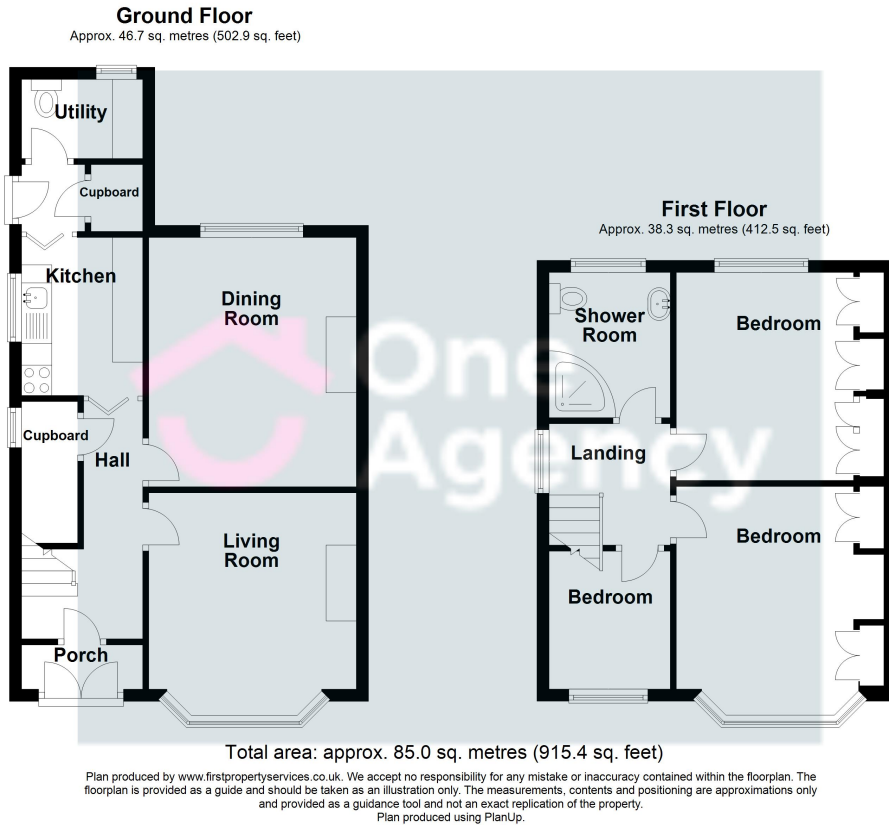 Ground Floor
Approx. 46.7 sq. metres (502.9 sq. feet)
Utility
Cupboard
Kitchen
Dining
Room
Cupboard
Hall
Living
Room
Porch
First Floor
Approx. 38.3 sq. metres (412.5 sq. feet)
Shower
Room
Bedroom
Landing
Bedroom
Bedroom
One
Agency
Total area: approx. 85.0 sq. metres (915.4 sq. feet)
Plan produced by www.firstpropertyservices.co.uk. We accept no responsibility for any mistake or inaccuracy contained within the floorplan. The
floorplan is provided as a guide and should be taken as an illustration only. The measurements, contents and positioning are approximations only
and provided as a guidance tool and not an exact replication of the property.
Plan produced using PlanUp.